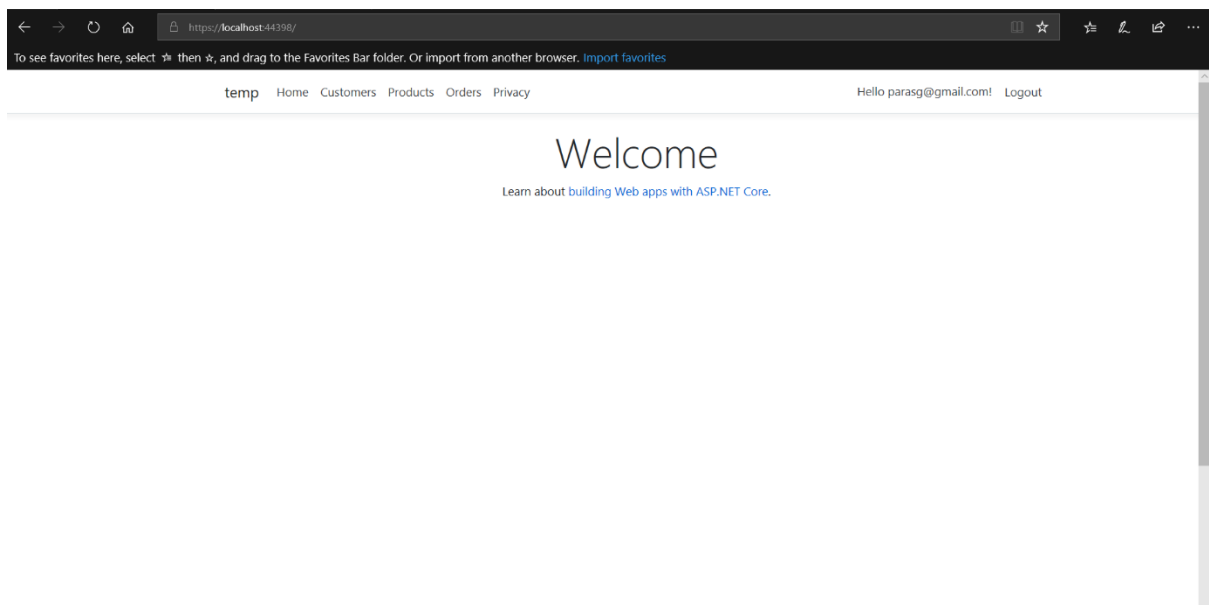 https://localhost:44398/
To see favorites here, select then, and drag to the Favorites Bar folder. Or import from another browser. Import favorites
temp Home Customers Products Orders Privacy Hello parasg@gmail.com! Logout
Welcome
Learn about building Web apps with ASP.NET Core.